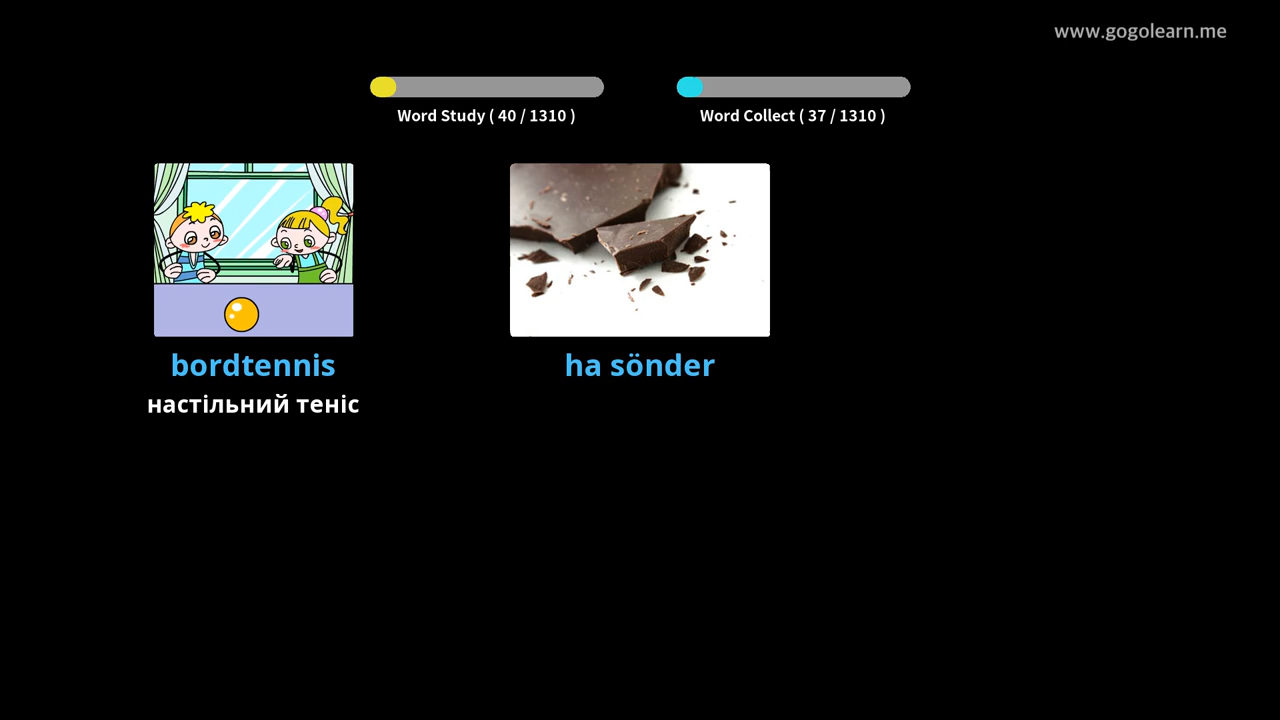 www.gogolearn.me
Word Study ( 40 / 1310 )
Word Collect ( 37 / 1310 )
bordtennis
настільний теніс
ha sönder